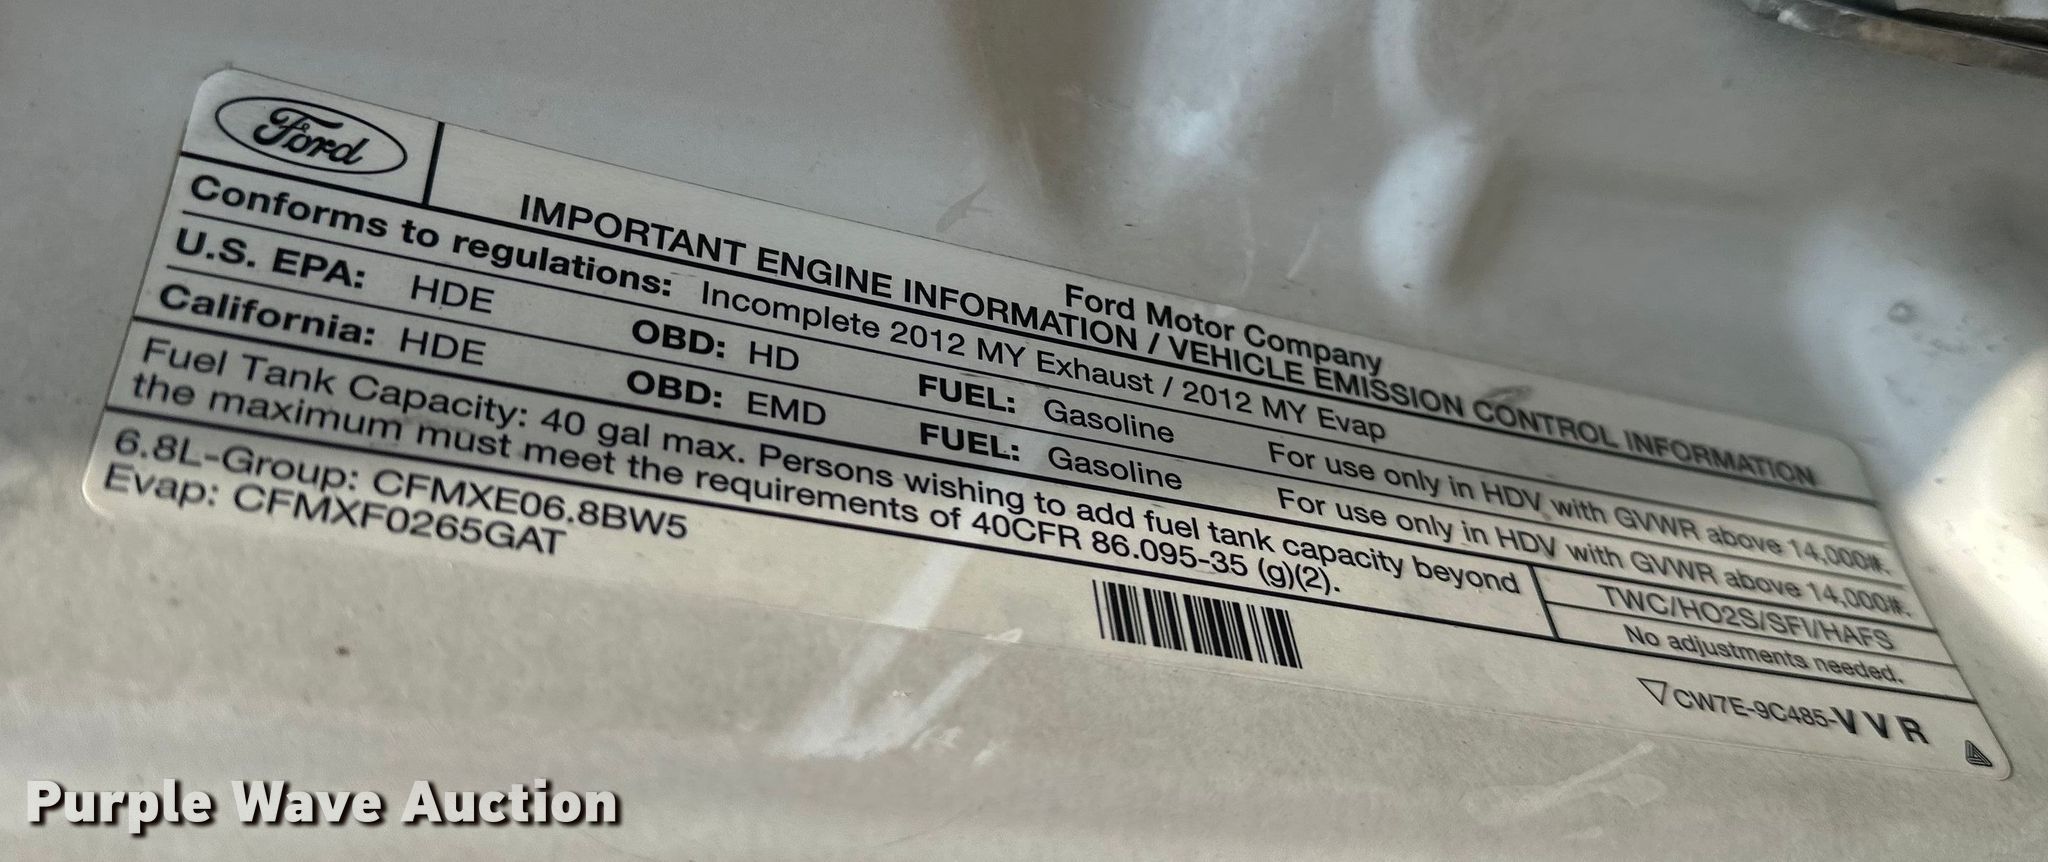 Ford
Ford Motor Company
IMPORTANT ENGINE INFORMATION / VEHICLE EMISSION CONTROL INFORMATION
Conforms to regulations: Incomplete 2012 MY Exhaust / 2012 MY Evap
U.S. EPA: HDE OBD: HD FUEL: Gasoline For use only in HDV with GVWR above 14,000#.
California: HDE OBD: EMD FUEL: Gasoline For use only in HDV with GVWR above 14,000#.
Fuel Tank Capacity: 40 gal max. Persons wishing to add fuel tank capacity beyond
the maximum must meet the requirements of 40CFR 86.095-35 (g)(2).
TWC/HO2S/SFI/HAFS
No adjustments needed.
6.8L-Group: CFMXE06.8BW5
Evap: CFMXF0265GAT
CW7E-9C485-V V R
Purple Wave Auction